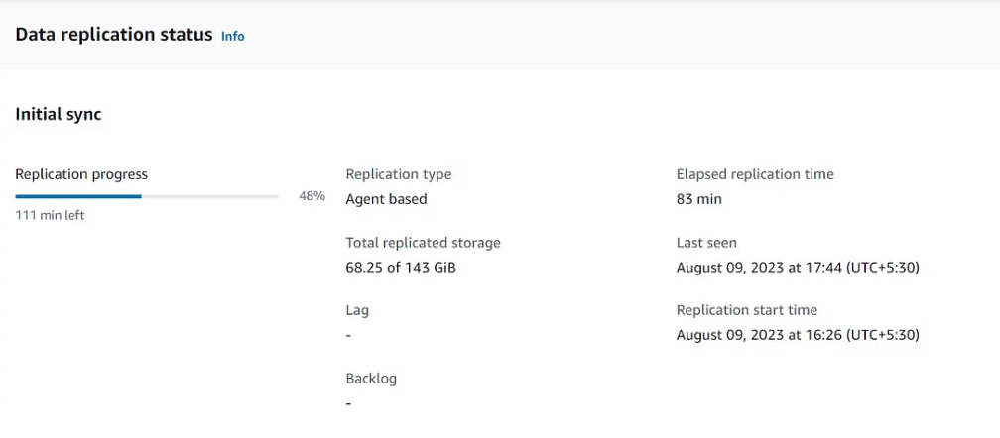 Data replication status Info
Initial sync
Replication progress
48%
111 min left
Replication type
Agent based
Total replicated storage
68.25 of 143 GiB
Lag
-
Backlog
-
Elapsed replication time
83 min
Last seen
August 09, 2023 at 17:44 (UTC+5:30)
Replication start time
August 09, 2023 at 16:26 (UTC+5:30)